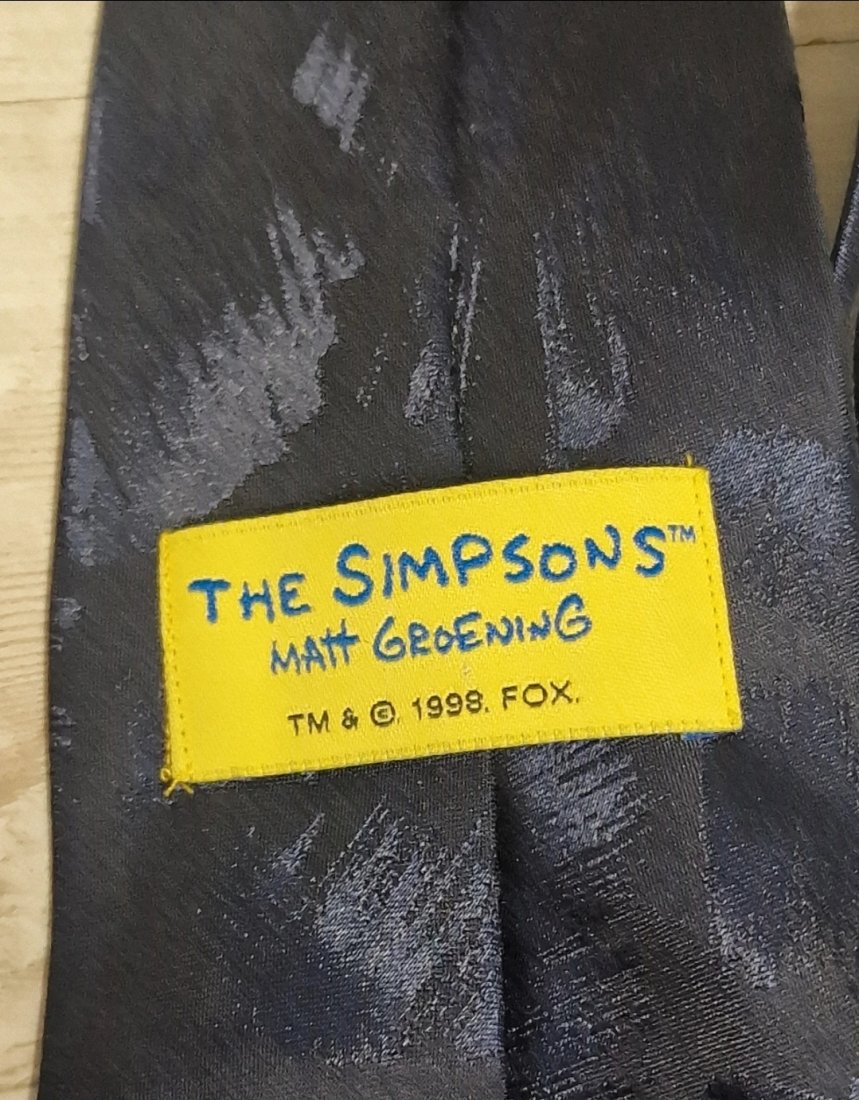 THE SIMPSONS™
MATT GROENING
TM & ©. 1998. FOX.